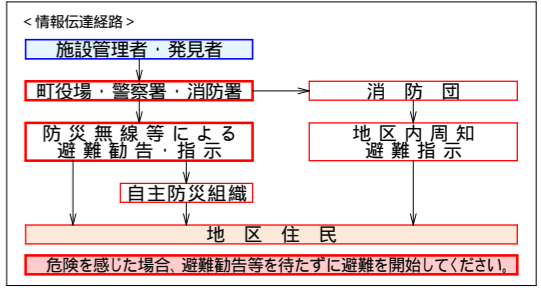 <情報伝達経路>
施設管理者・発見者
町役場・警察署・消防署
消防団
防災無線等による
避難勧告・指示
地区内周知
避難指示
自主防災組織
地区住民
危険を感じた場合、避難勧告等を待たずに避難を開始してください。